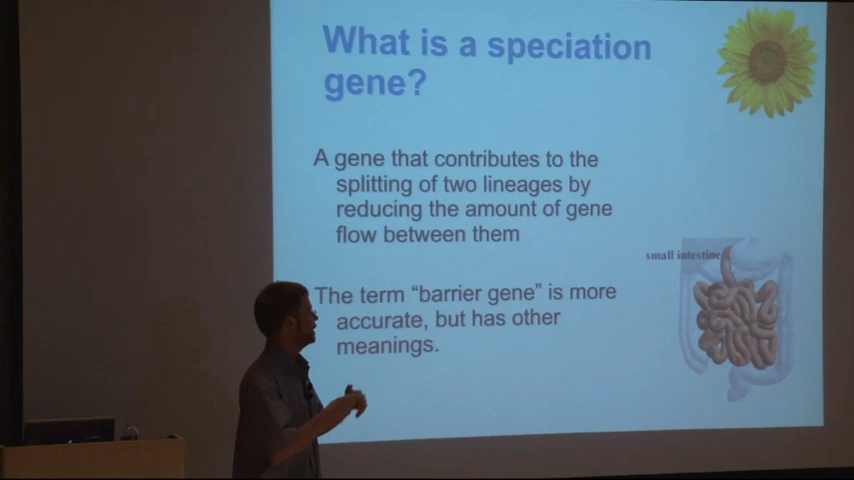 What is a speciation
gene?
A gene that contributes to the
splitting of two lineages by
reducing the amount of gene
flow between them
small intestine
The term “barrier gene” is more
accurate, but has other
meanings.